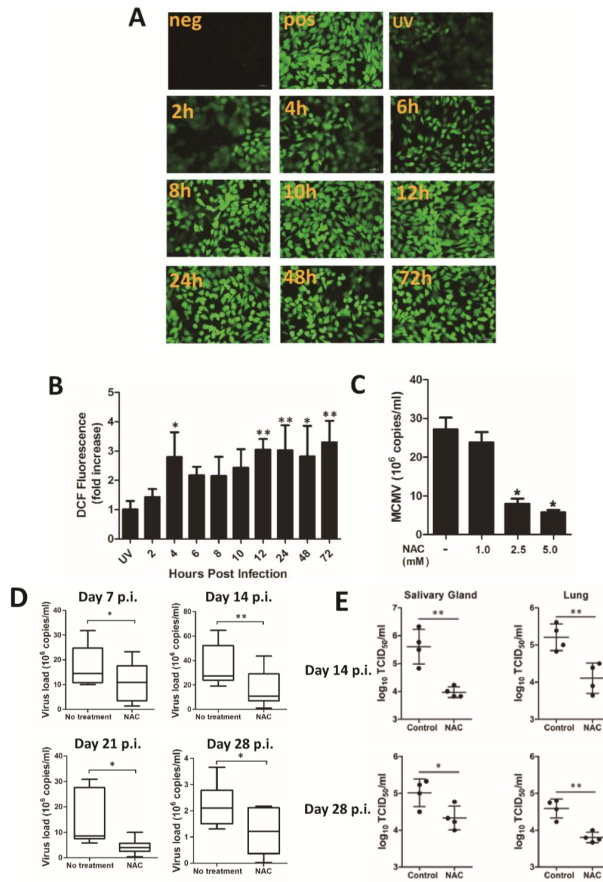 A
neg pos UV
2h 4h 6h
8h 10h 12h
24h 48h 72h
B
DCF Fluorescence
(fold increase)
5
4
3
2
1
0
* ** ** * **
UV 2 4 6 8 10 12 24 48 72
Hours Post Infection
C
MCMV (10⁶ copies/ml)
40
30
20
10
0
* *
NAC - 1.0 2.5 5.0
(mM)
D
Day 7 p.i.
Virus load (10⁶ copies/ml)
40
30
20
10
0
*
No treatment NAC
Day 14 p.i.
Virus load (10⁶ copies/ml)
80
60
40
20
0
**
No treatment NAC
Day 21 p.i.
Virus load (10⁶ copies/ml)
40
30
20
10
0
*
No treatment NAC
Day 28 p.i.
Virus load (10⁶ copies/ml)
4
3
2
1
0
*
No treatment NAC
E
Salivary Gland Lung
Day 14 p.i.
log₁₀ TCID₅₀/ml
7
6
5
4
3
**
Control NAC
log₁₀ TCID₅₀/ml
6
5
4
3
**
Control NAC
Day 28 p.i.
log₁₀ TCID₅₀/ml
6
5
4
3
*
Control NAC
log₁₀ TCID₅₀/ml
6
5
4
3
**
Control NAC